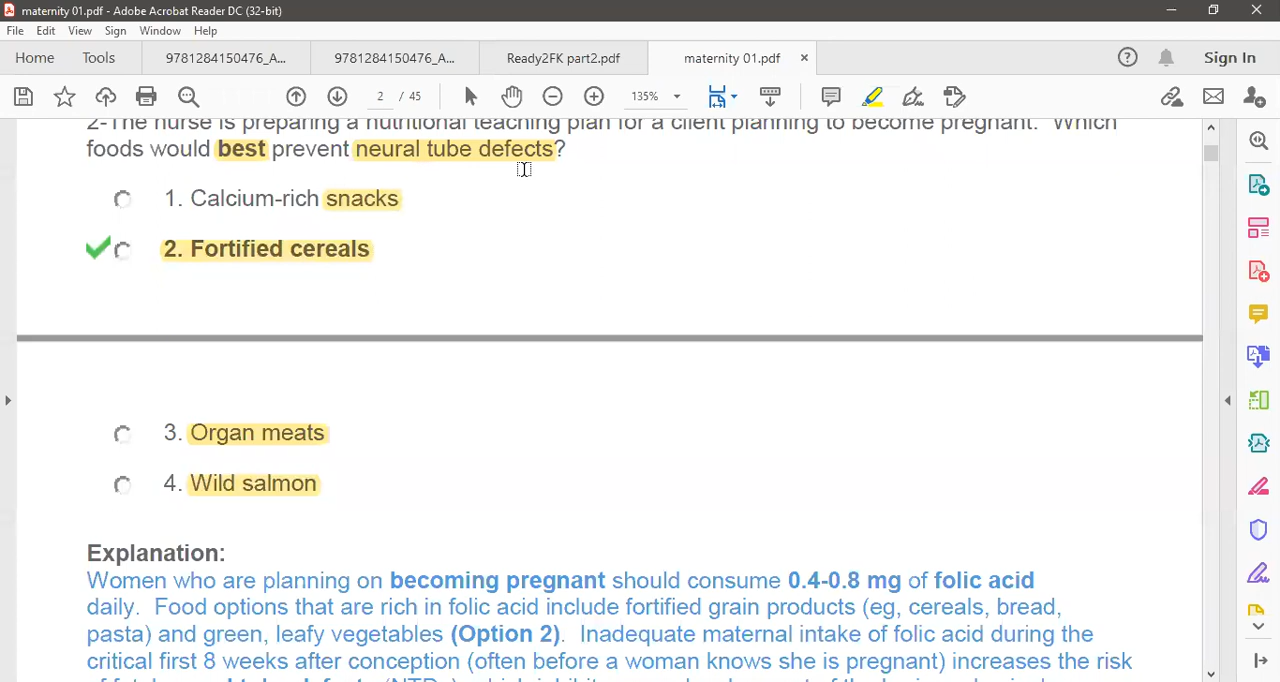 maternity 01.pdf - Adobe Acrobat Reader DC (32-bit)
File Edit View Sign Window Help
Home Tools 9781284150476_A... 9781284150476_A... Ready2FK part2.pdf maternity 01.pdf × Sign In
2 / 45 135%
2-The nurse is preparing a nutritional teaching plan for a client planning to become pregnant. Which
foods would best prevent neural tube defects?
1. Calcium-rich snacks
2. Fortified cereals
3. Organ meats
4. Wild salmon
Explanation:
Women who are planning on becoming pregnant should consume 0.4-0.8 mg of folic acid
daily. Food options that are rich in folic acid include fortified grain products (eg, cereals, bread,
pasta) and green, leafy vegetables (Option 2). Inadequate maternal intake of folic acid during the
critical first 8 weeks after conception (often before a woman knows she is pregnant) increases the risk